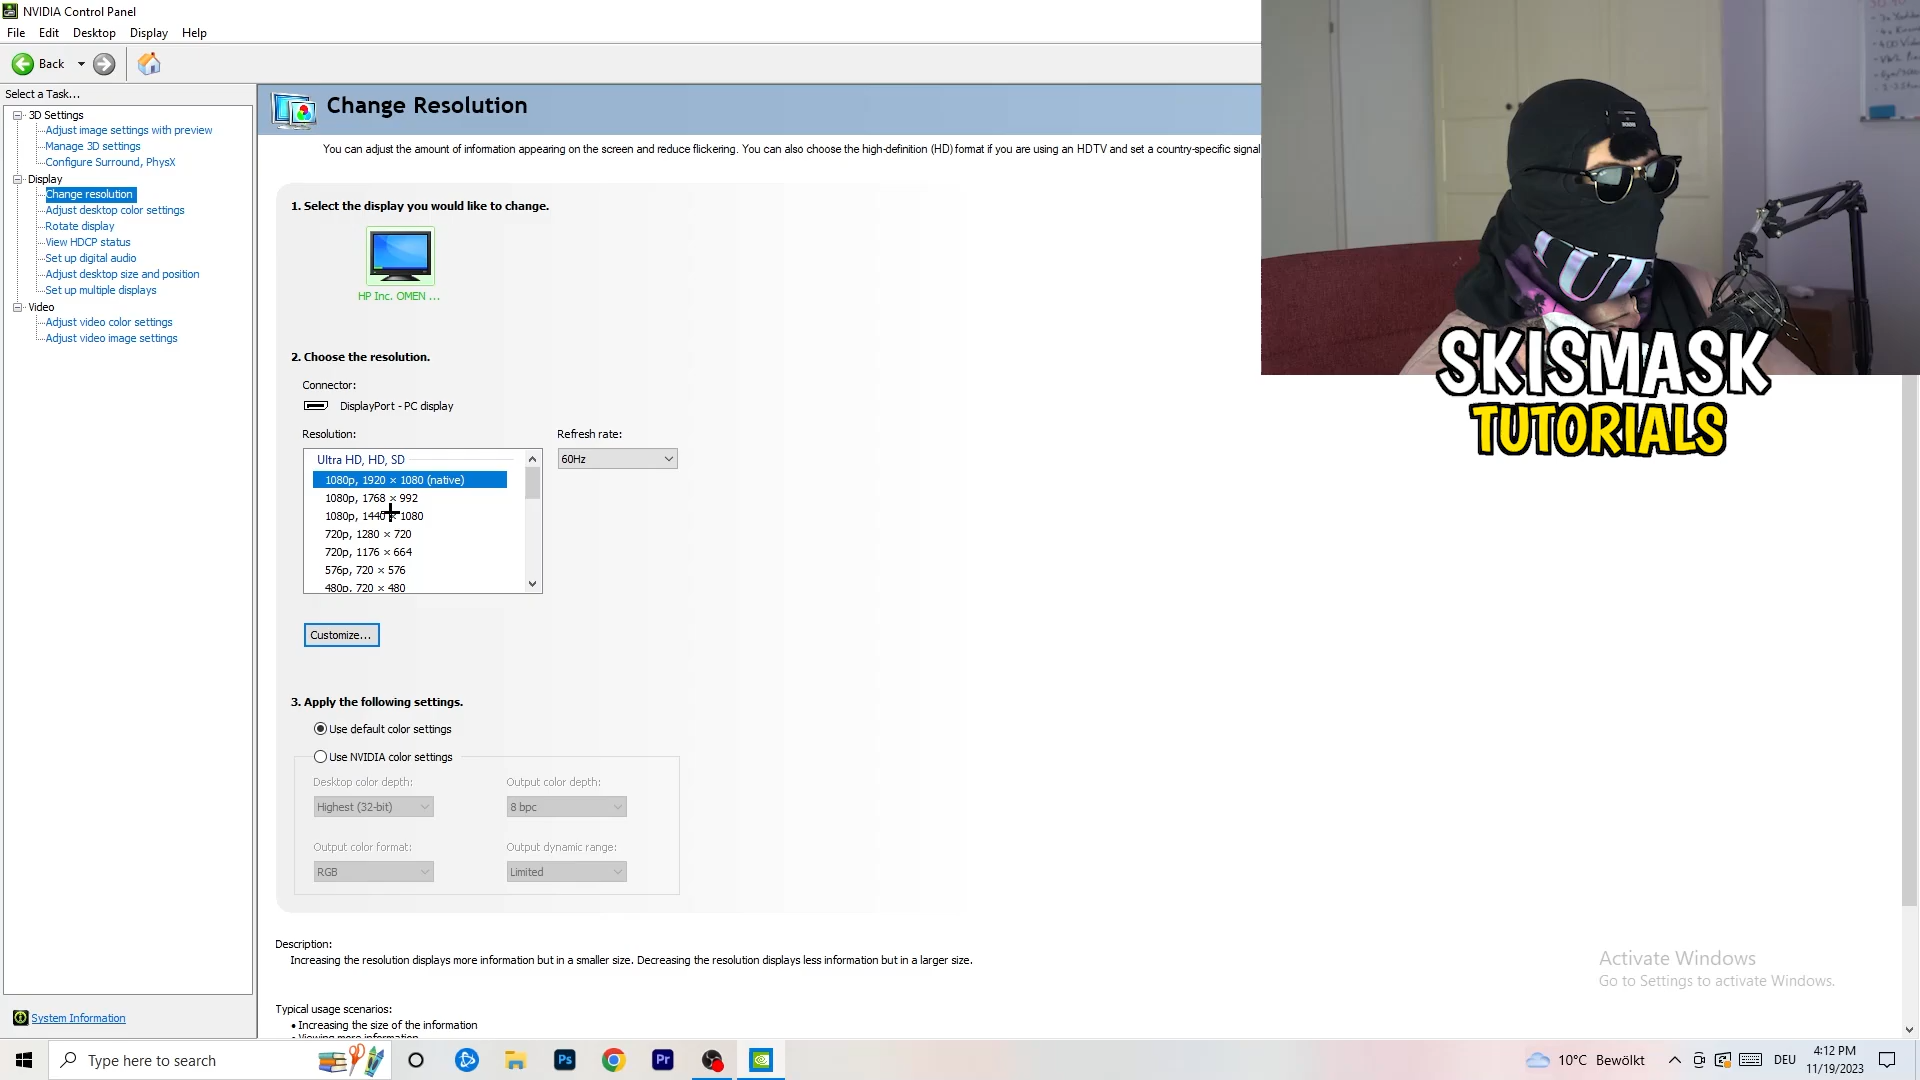 NVIDIA Control Panel
File Edit Desktop Display Help
Back
Select a Task...
3D Settings
Adjust image settings with preview
Manage 3D settings
Configure Surround, PhysX
Display
Change resolution
Adjust desktop color settings
Rotate display
View HDCP status
Set up digital audio
Adjust desktop size and position
Set up multiple displays
Video
Adjust video color settings
Adjust video image settings
System Information
Change Resolution
You can adjust the amount of information appearing on the screen and reduce flickering. You can also choose the high-definition (HD) format if you are using an HDTV and set a country-specific signal
1. Select the display you would like to change.
HP Inc. OMEN ...
2. Choose the resolution.
Connector:
DisplayPort - PC display
Resolution:
Refresh rate:
Ultra HD, HD, SD
60Hz
1080p, 1920 × 1080 (native)
1080p, 1768 × 992
1080p, 1440 × 1080
720p, 1280 × 720
720p, 1176 × 664
576p, 720 × 576
480p, 720 × 480
Customize...
3. Apply the following settings.
Use default color settings
Use NVIDIA color settings
Desktop color depth:
Output color depth:
Highest (32-bit)
8 bpc
Output color format:
Output dynamic range:
RGB
Limited
Description:
Increasing the resolution displays more information but in a smaller size. Decreasing the resolution displays less information but in a larger size.
Typical usage scenarios:
• Increasing the size of the information
• Viewing more information
SKISMASK
TUTORIALS
Activate Windows
Go to Settings to activate Windows.
Type here to search
Ps
Pr
10°C Bewölkt
DEU
4:12 PM
11/19/2023